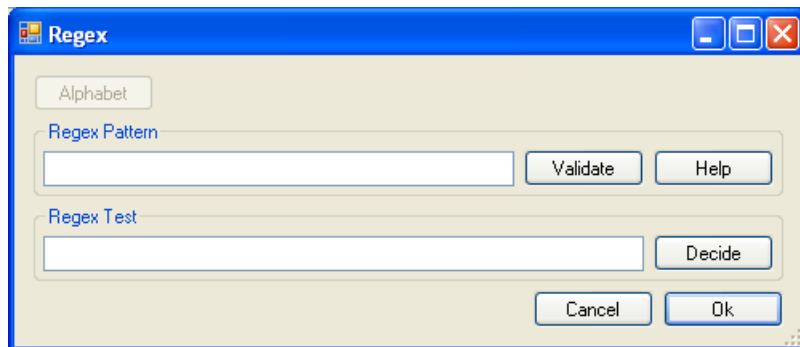 Regex
Alphabet
Regex Pattern
Validate Help
Regex Test
Decide
Cancel Ok